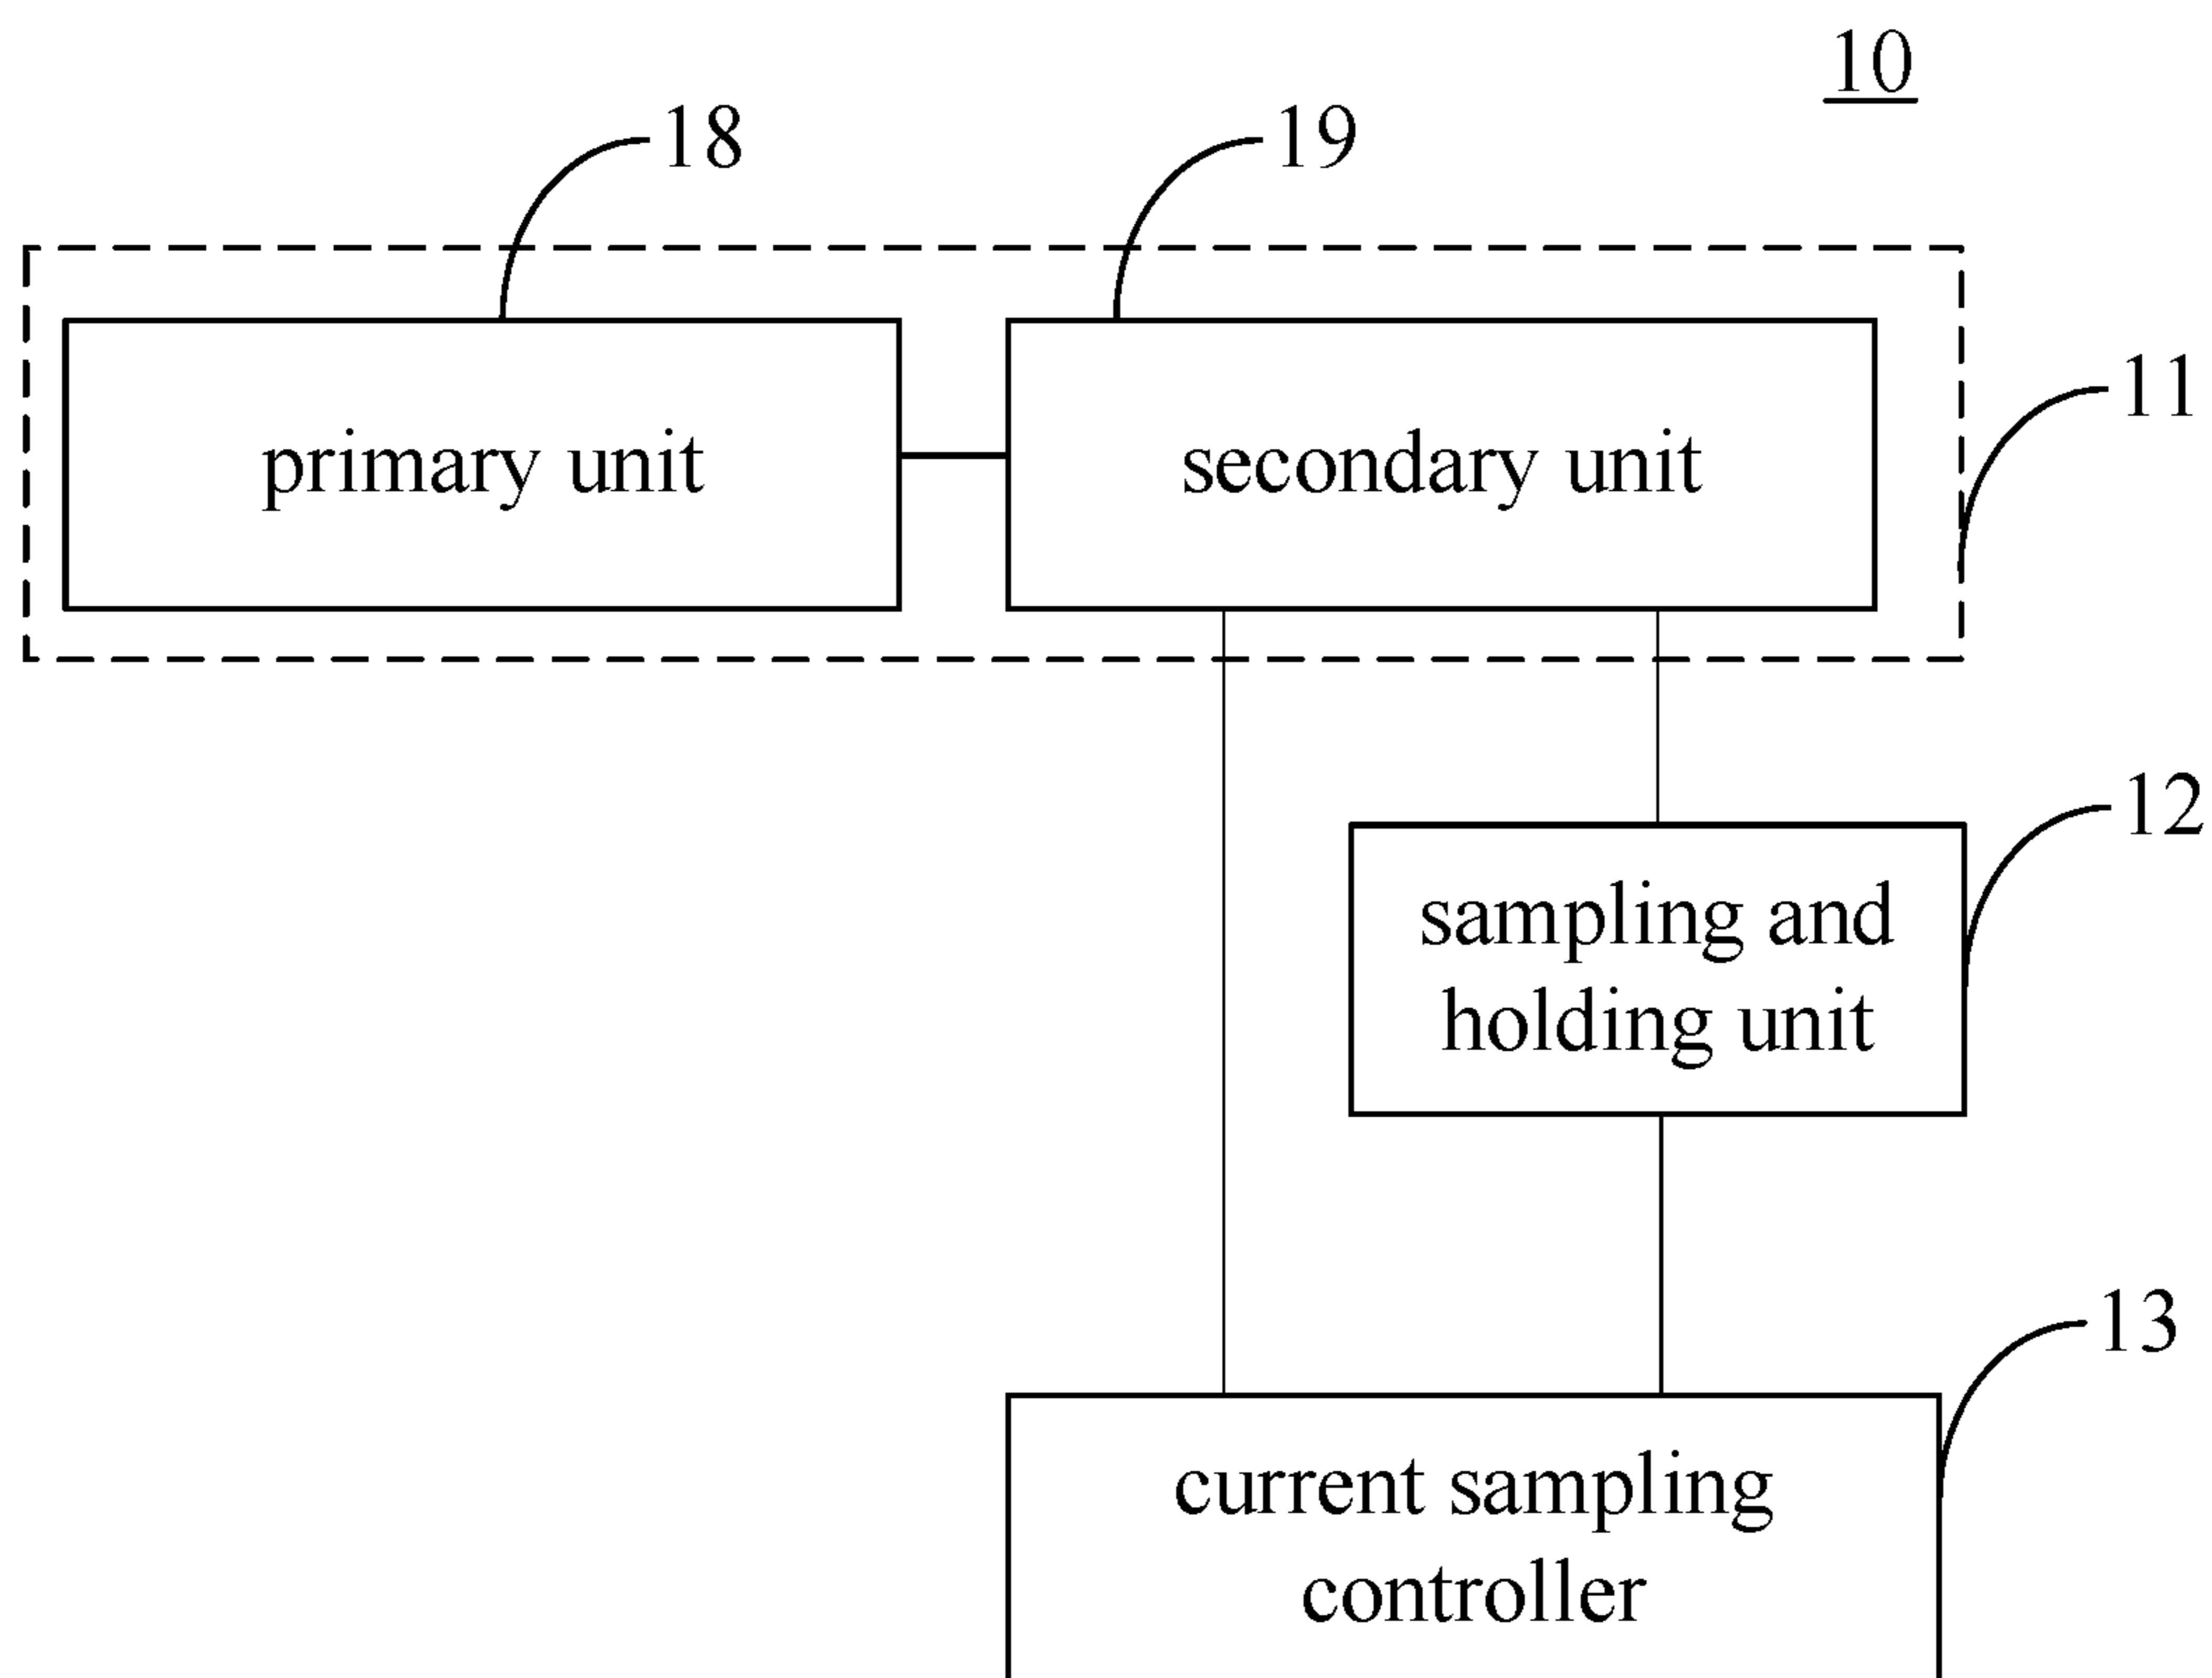 10
18
19
11
primary unit
secondary unit
12
sampling and
holding unit
13
current sampling
controller